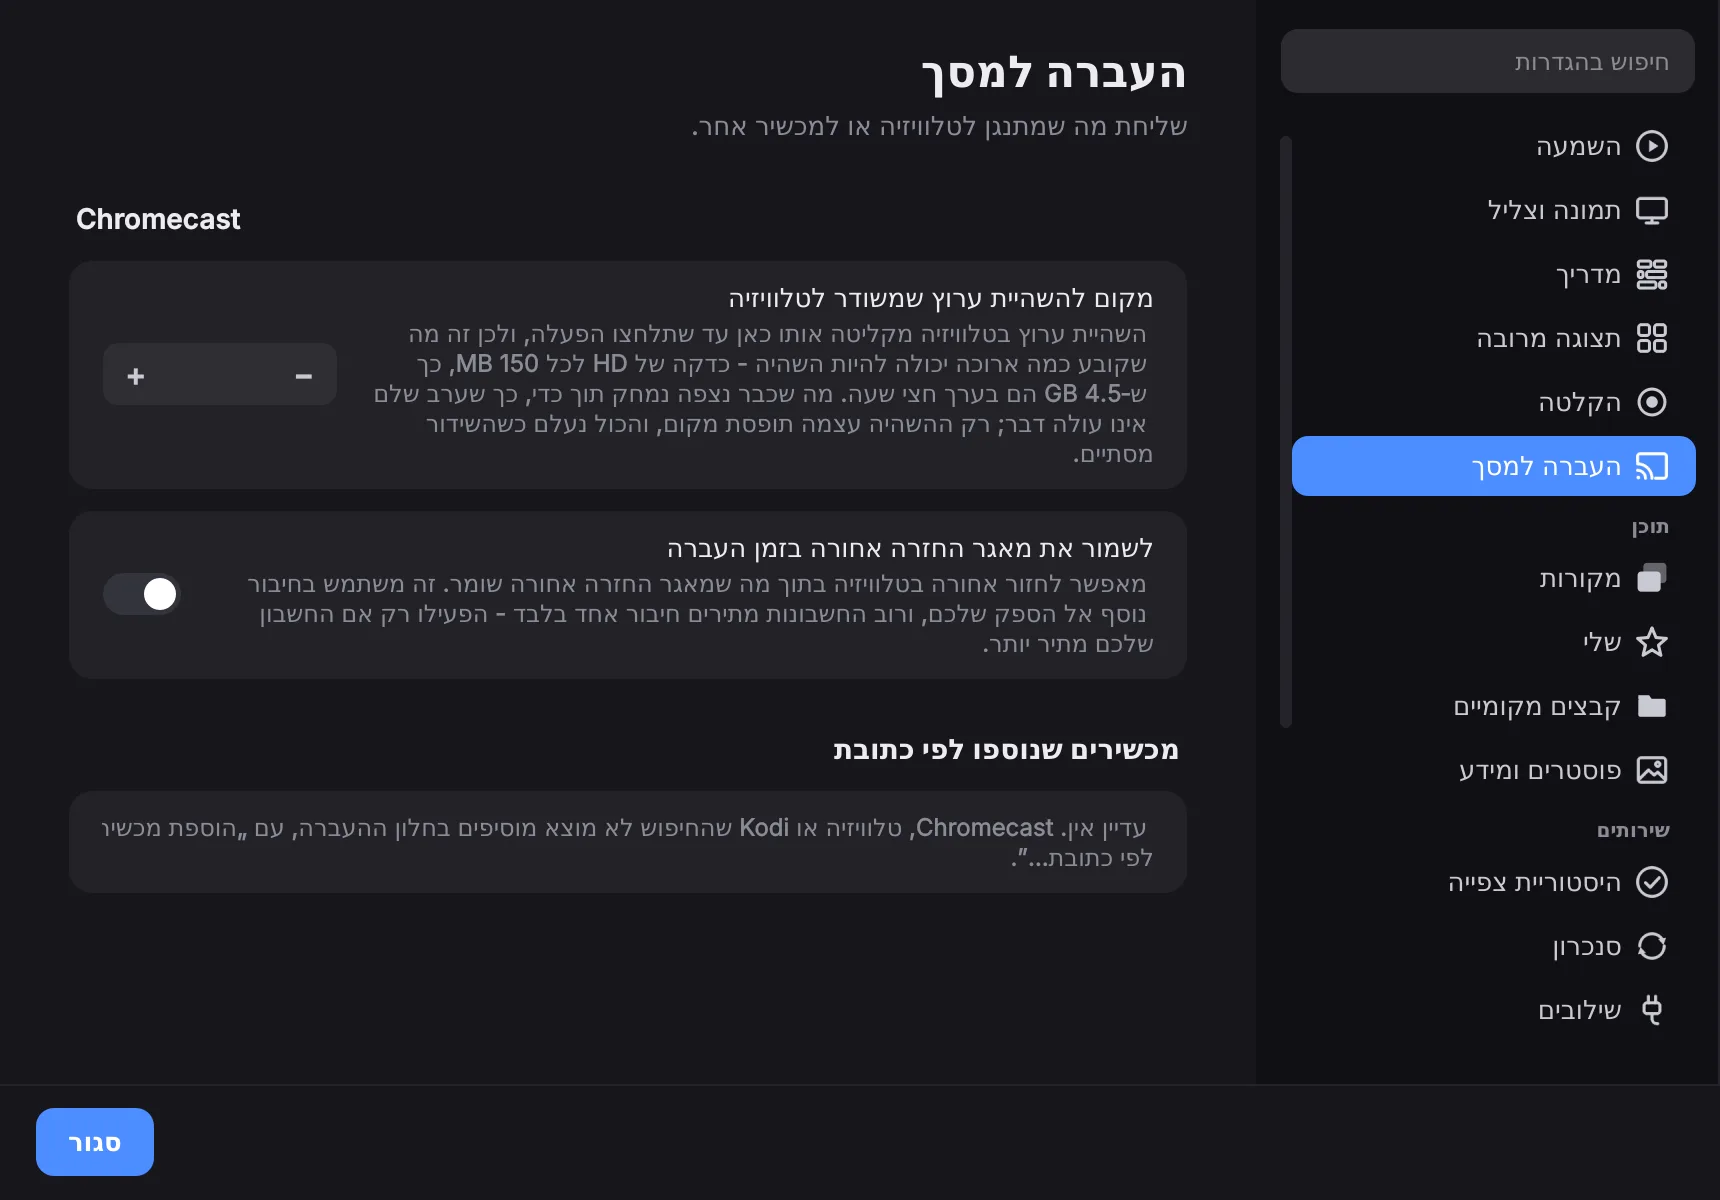 חיפוש בהגדרות
השמעה
תמונה וצליל
מדריך
תצוגה מרובה
הקלטה
העברה למסך
תוכן
מקורות
שלי
קבצים מקומיים
פוסטרים ומידע
שירותים
היסטוריית צפייה
סנכרון
שילובים
העברה למסך
שליחת מה שמתנגן לטלוויזיה או למכשיר אחר.
Chromecast
מקום להשהיית ערוץ שמשודר לטלוויזיה
השהיית ערוץ בטלוויזיה מקליטה אותו כאן עד שתלחצו הפעלה, ולכן זה מה
שקובע כמה ארוכה יכולה להיות השהיה - כדקה של HD לכל 150 MB, כך
ש-4.5 GB הם בערך חצי שעה. מה שכבר נצפה נמחק תוך כדי, כך שערב שלם
אינו עולה דבר; רק ההשהיה עצמה תופסת מקום, והכול נעלם כשהשידור
מסתיים.
− +
לשמור את מאגר החזרה אחורה בזמן העברה
מאפשר לחזור אחורה בטלוויזיה בתוך מה שמאגר החזרה אחורה שומר. זה משתמש בחיבור
נוסף אל הספק שלכם, ורוב החשבונות מתירים חיבור אחד בלבד - הפעילו רק אם החשבון
שלכם מתיר יותר.
מכשירים שנוספו לפי כתובת
עדיין אין. Chromecast, טלוויזיה או Kodi שהחיפוש לא מוצא מוסיפים בחלון ההעברה, עם „הוספת מכשיר
לפי כתובת...”.
סגור